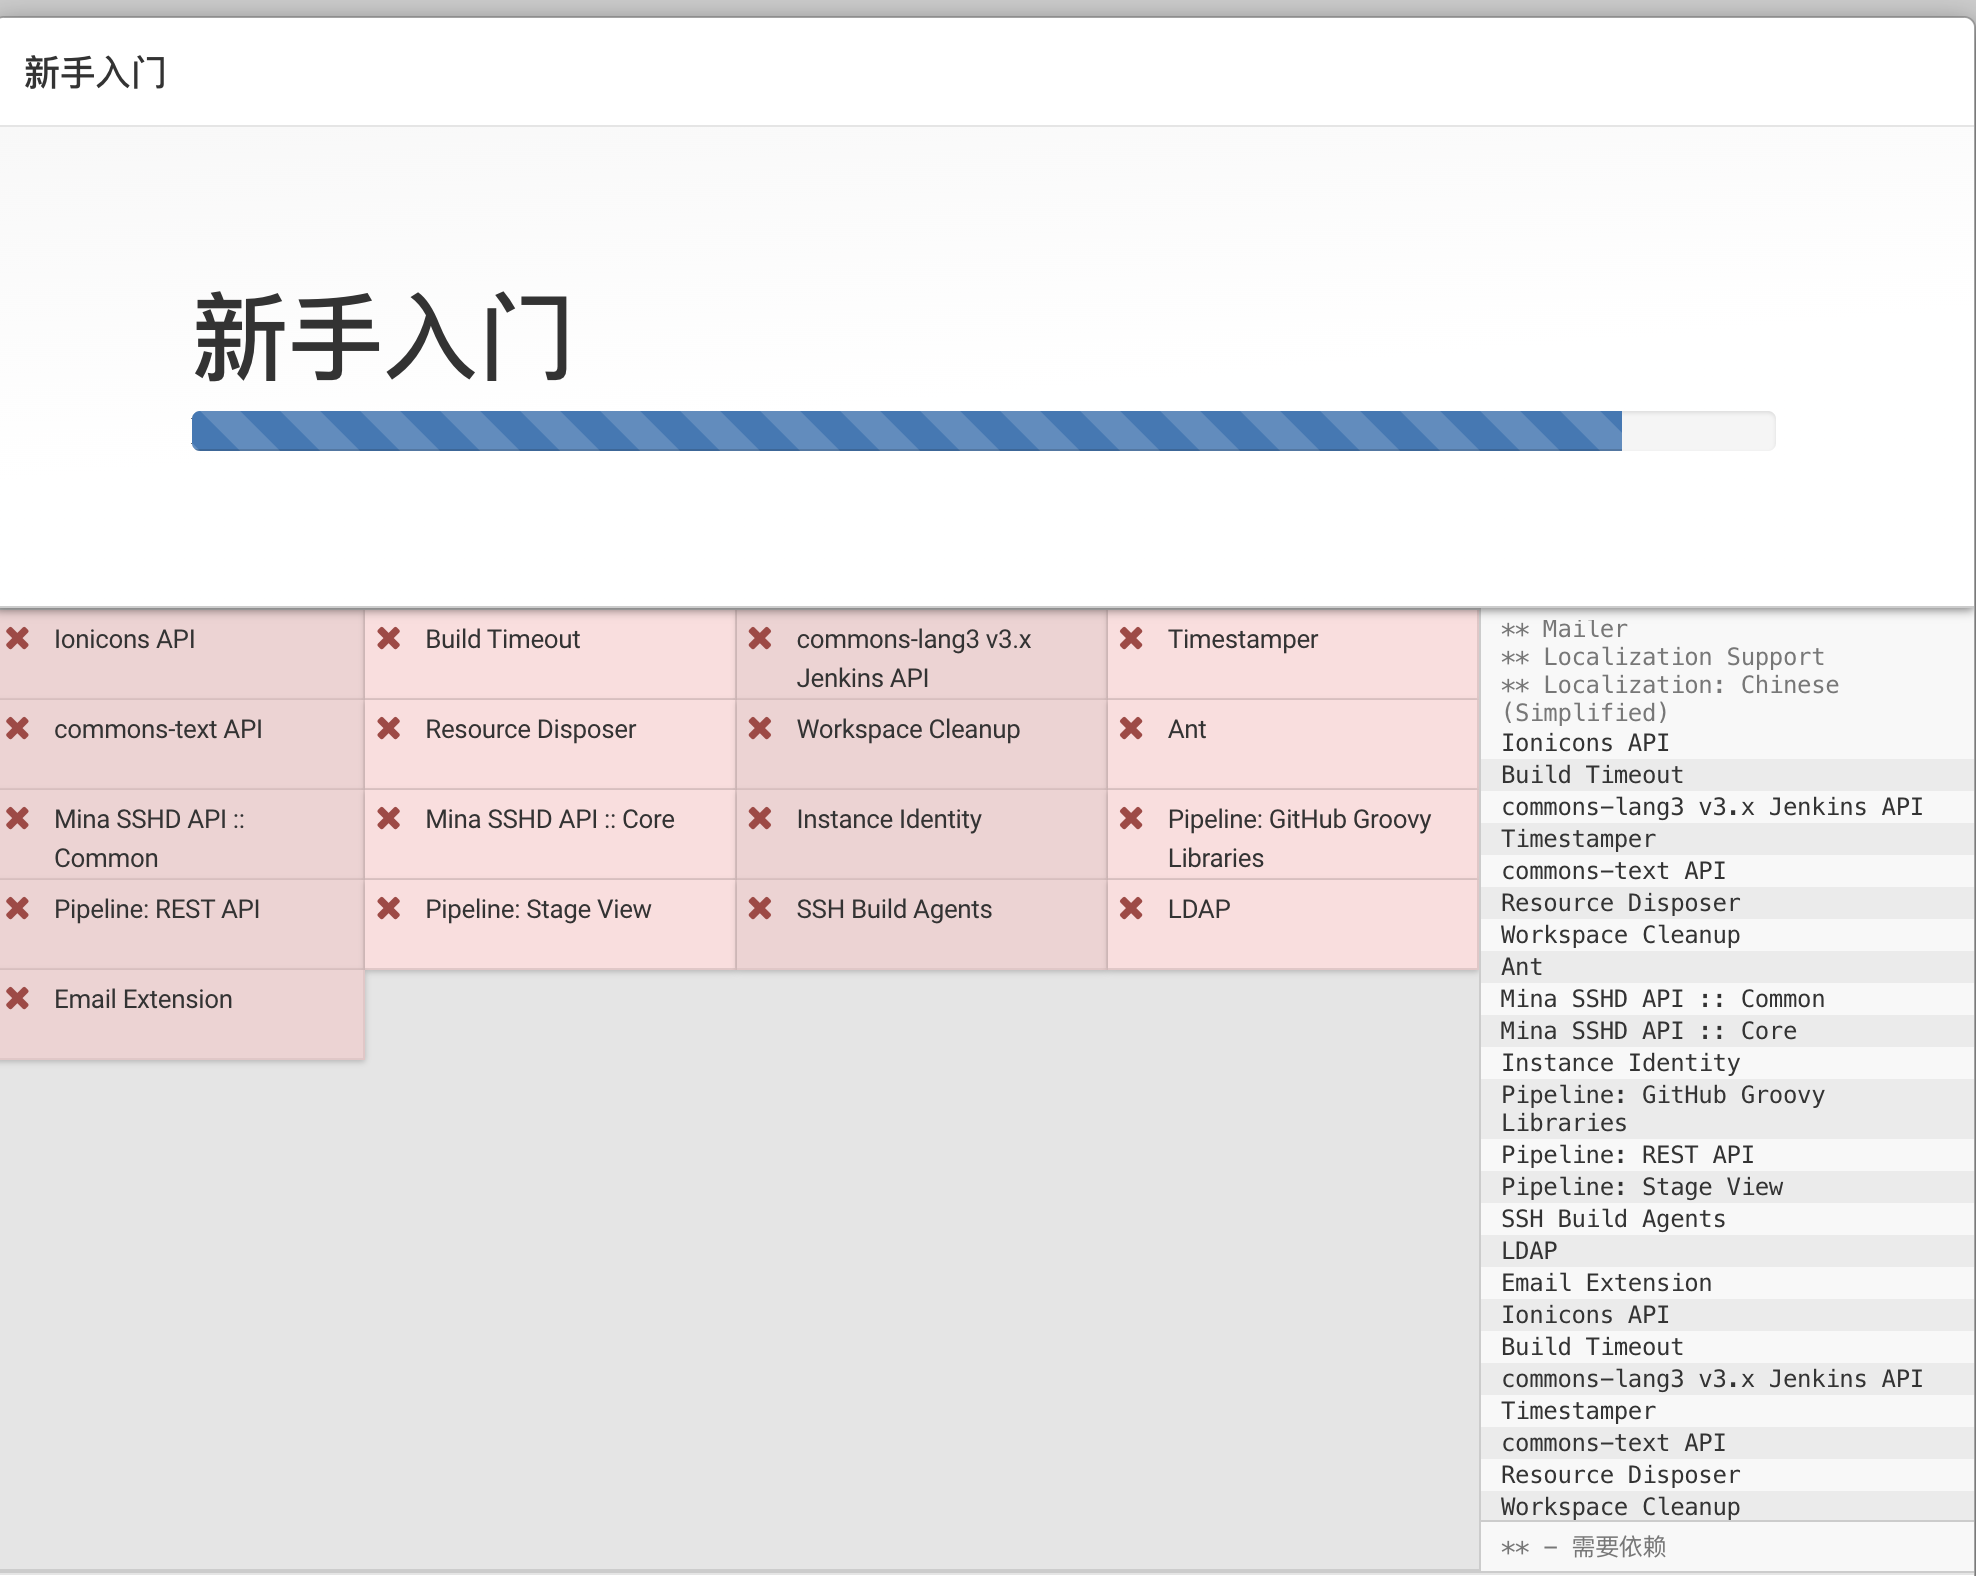 新手入门
新手入门
Ionicons API
Build Timeout
commons-lang3 v3.x
Jenkins API
Timestamper
commons-text API
Resource Disposer
Workspace Cleanup
Ant
Mina SSHD API ::
Common
Mina SSHD API :: Core
Instance Identity
Pipeline: GitHub Groovy
Libraries
Pipeline: REST API
Pipeline: Stage View
SSH Build Agents
LDAP
Email Extension
** Mailer
** Localization Support
** Localization: Chinese
(Simplified)
Ionicons API
Build Timeout
commons-lang3 v3.x Jenkins API
Timestamper
commons-text API
Resource Disposer
Workspace Cleanup
Ant
Mina SSHD API :: Common
Mina SSHD API :: Core
Instance Identity
Pipeline: GitHub Groovy
Libraries
Pipeline: REST API
Pipeline: Stage View
SSH Build Agents
LDAP
Email Extension
Ionicons API
Build Timeout
commons-lang3 v3.x Jenkins API
Timestamper
commons-text API
Resource Disposer
Workspace Cleanup
** - 需要依赖